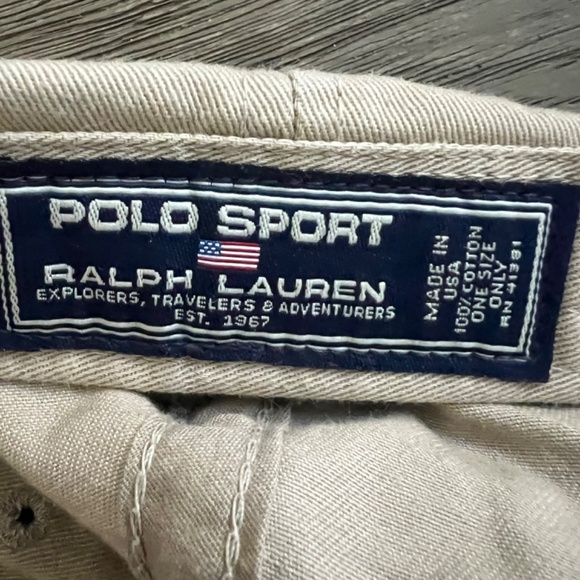 POLO SPORT
RALPH LAUREN
EXPLORERS, TRAVELERS & ADVENTURERS
EST. 1967
MADE IN
USA
100% COTTON
ONE SIZE
ONLY
RN 41381